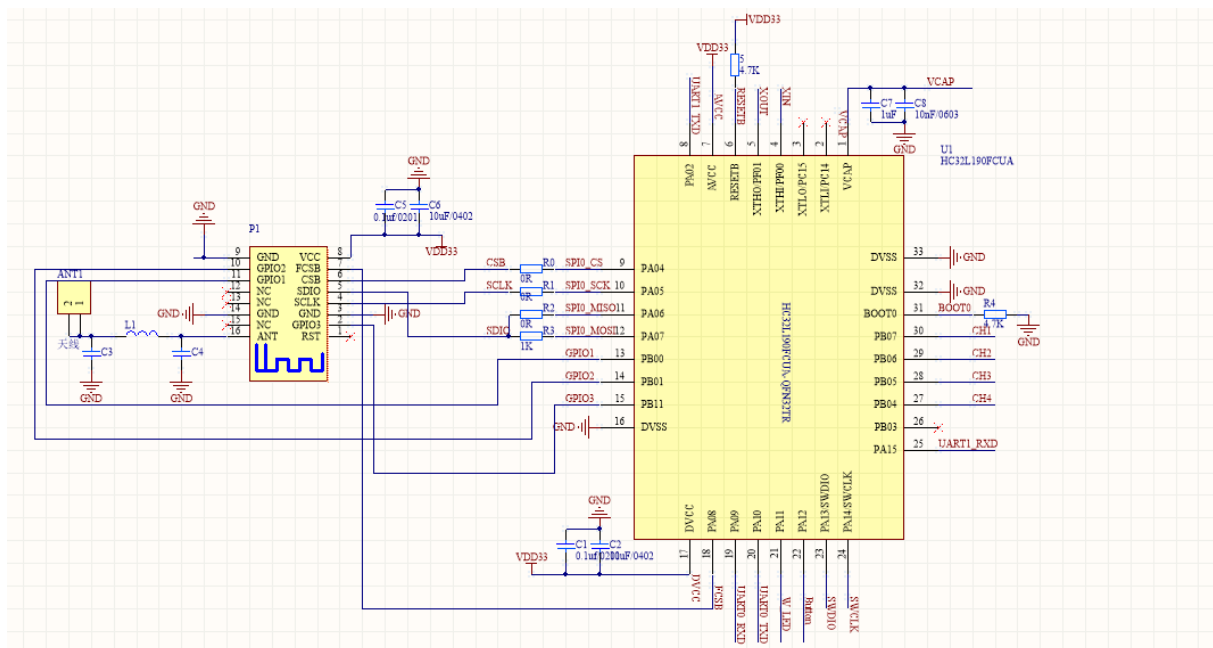 VDD33
VDD33
5
4.7K
UART1_TXD
AVCC
RESETB
XOUT
XIN
VCAP
VCAP
C7
1uF
C8
10nF/0603
GND
8
7
6
5
4
3
2
1
U1
HC32L190FCUA
PA02
AVCC
RESETB
XTHO/PF01
XTHI/PF00
XTLO/PC15
XTLI/PC14
VCAP
GND
C5
0.1uf/0201
C6
10uF/0402
VDD33
GND
P1
9 GND VCC 8
10 GPIO2 FCSB 7
11 GPIO1 CSB 6
12 NC SDIO 5
13 NC SCLK 4
14 GND GND 3
15 NC GPIO3 2
16 ANT RST 1
GND
GND
ANT1
2 1
天线
L1
C3
C4
GND
GND
CSB R0 SPI0_CS 9 PA04
0R
SCLK R1 SPI0_SCK 10 PA05
0R
R2 SPI0_MISO 11 PA06
0R
SDIO R3 SPI0_MOSI 12 PA07
1K
GPIO1 13 PB00
GPIO2 14 PB01
GPIO3 15 PB11
GND 16 DVSS
HC32L190FCUA-QFN32TR
DVSS 33 GND
DVSS 32 GND
BOOT0 31 BOOT0 R4
4.7K
GND
PB07 30 CH1
PB06 29 CH2
PB05 28 CH3
PB04 27 CH4
PB03 26
PA15 25 UART1_RXD
DVCC
PA08
PA09
PA10
PA11
PA12
PA13/SWDIO
PA14/SWCLK
17
18
19
20
21
22
23
24
GND
C1
0.1uf/0201
C2
10uF/0402
VDD33
DVCC
FCSB
UART0_RXD
UART0_TXD
W_LED
Button
SWDIO
SWCLK